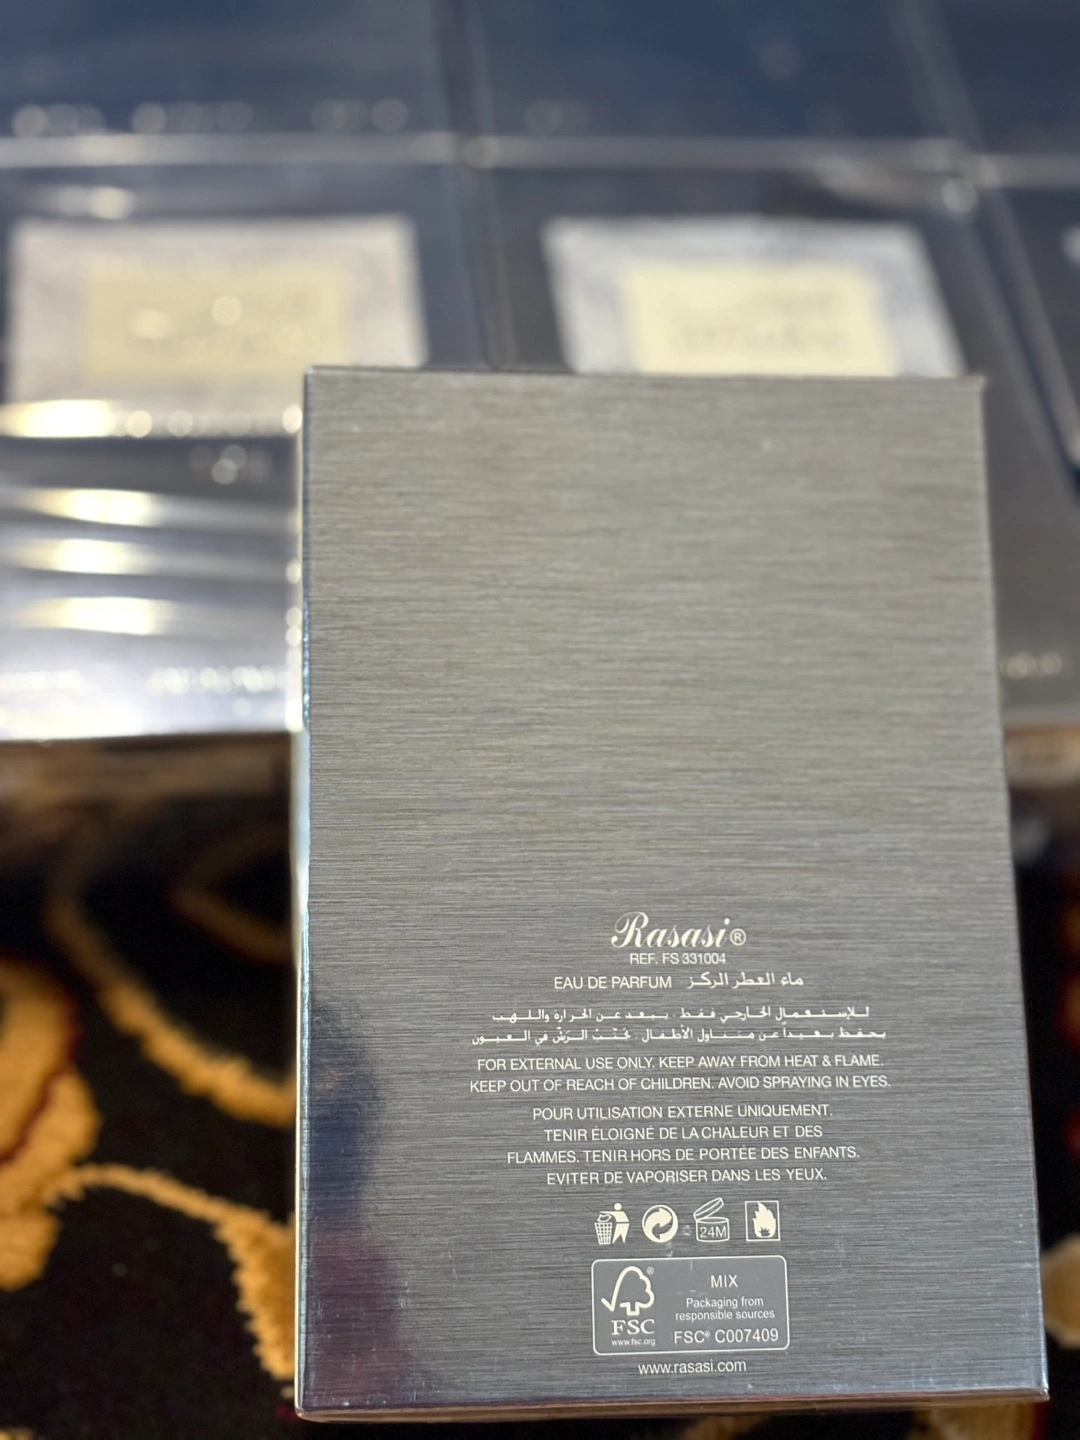 Rasasi®
REF. FS 331004
EAU DE PARFUM ماء العطر المركز
للإستعمال الخارجي فقط. يبعد عن الحرارة واللهب
يحفظ بعيداً عن متناول الأطفال. تجنب الرش في العيون
FOR EXTERNAL USE ONLY. KEEP AWAY FROM HEAT & FLAME.
KEEP OUT OF REACH OF CHILDREN. AVOID SPRAYING IN EYES.
POUR UTILISATION EXTERNE UNIQUEMENT.
TENIR ÉLOIGNÉ DE LA CHALEUR ET DES
FLAMMES. TENIR HORS DE PORTÉE DES ENFANTS.
EVITER DE VAPORISER DANS LES YEUX.
24M
FSC®
www.fsc.org
MIX
Packaging from
responsible sources
FSC® C007409
www.rasasi.com